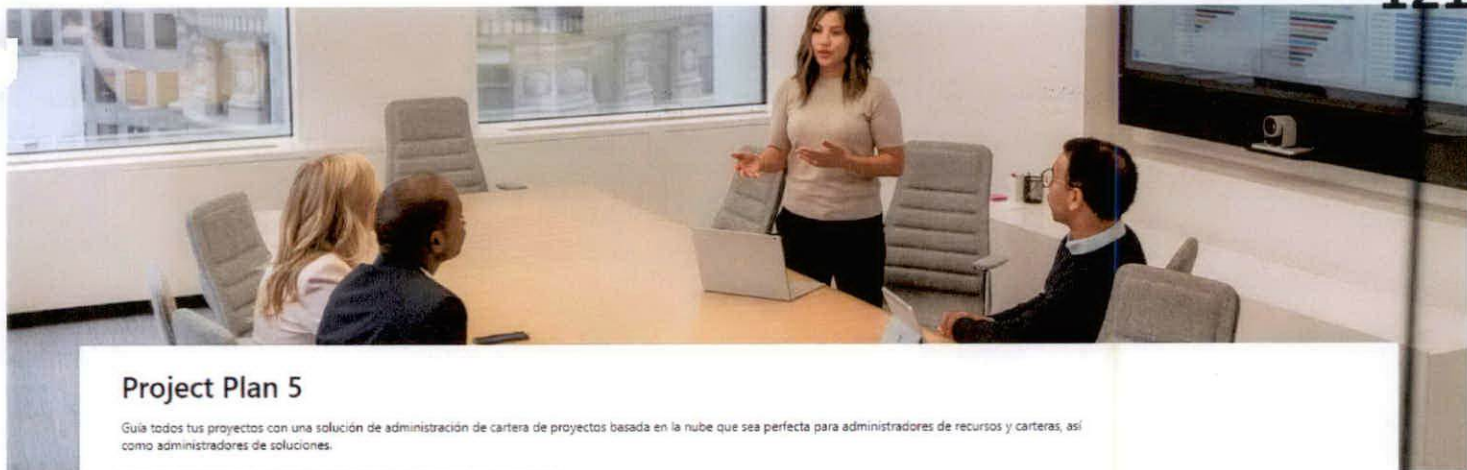 121
Project Plan 5
Guía todos tus proyectos con una solución de administración de cartera de proyectos basada en la nube que sea perfecta para administradores de recursos y carteras, así
como administradores de soluciones.